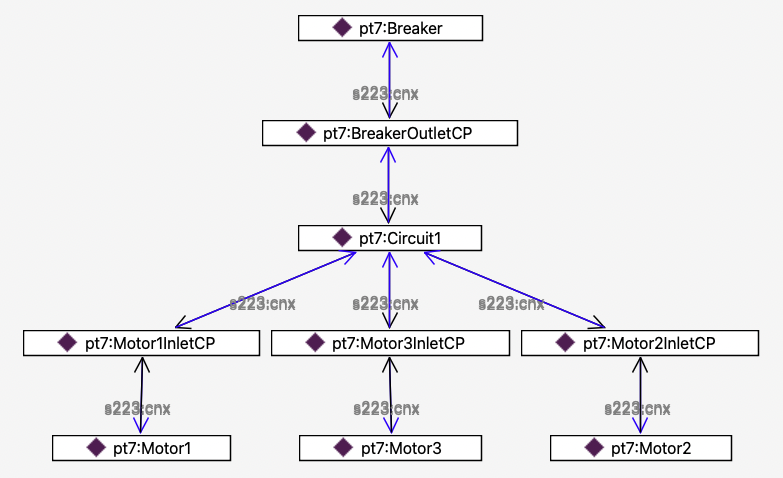 pt7:Breaker
s223:cnx
pt7:BreakerOutletCP
s223:cnx
pt7:Circuit1
s223:cnx s223:cnx s223:cnx
pt7:Motor1InletCP pt7:Motor3InletCP pt7:Motor2InletCP
s223:cnx s223:cnx s223:cnx
pt7:Motor1 pt7:Motor3 pt7:Motor2